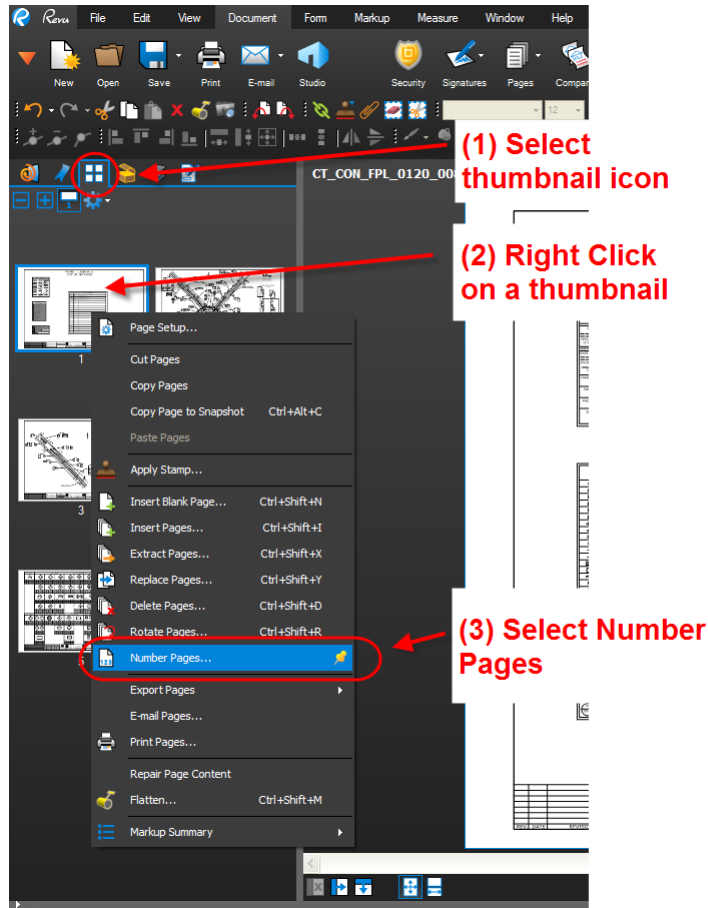 Revu File Edit View Document Form Markup Measure Window Help
New Open Save Print E-mail Studio Security Signatures Pages Compar
12
(1) Select
thumbnail icon
CT_CON_FPL_0120_00
(2) Right Click
on a thumbnail
1
Page Setup...
Cut Pages
Copy Pages
Copy Page to Snapshot Ctrl+Alt+C
Paste Pages
3
Apply Stamp...
Insert Blank Page... Ctrl+Shift+N
Insert Pages... Ctrl+Shift+I
Extract Pages... Ctrl+Shift+X
Replace Pages... Ctrl+Shift+Y
Delete Pages... Ctrl+Shift+D
Rotate Pages... Ctrl+Shift+R
5
Number Pages...
(3) Select Number
Pages
Export Pages
E-mail Pages...
Print Pages...
Repair Page Content
Flatten... Ctrl+Shift+M
Markup Summary
REV. DATE